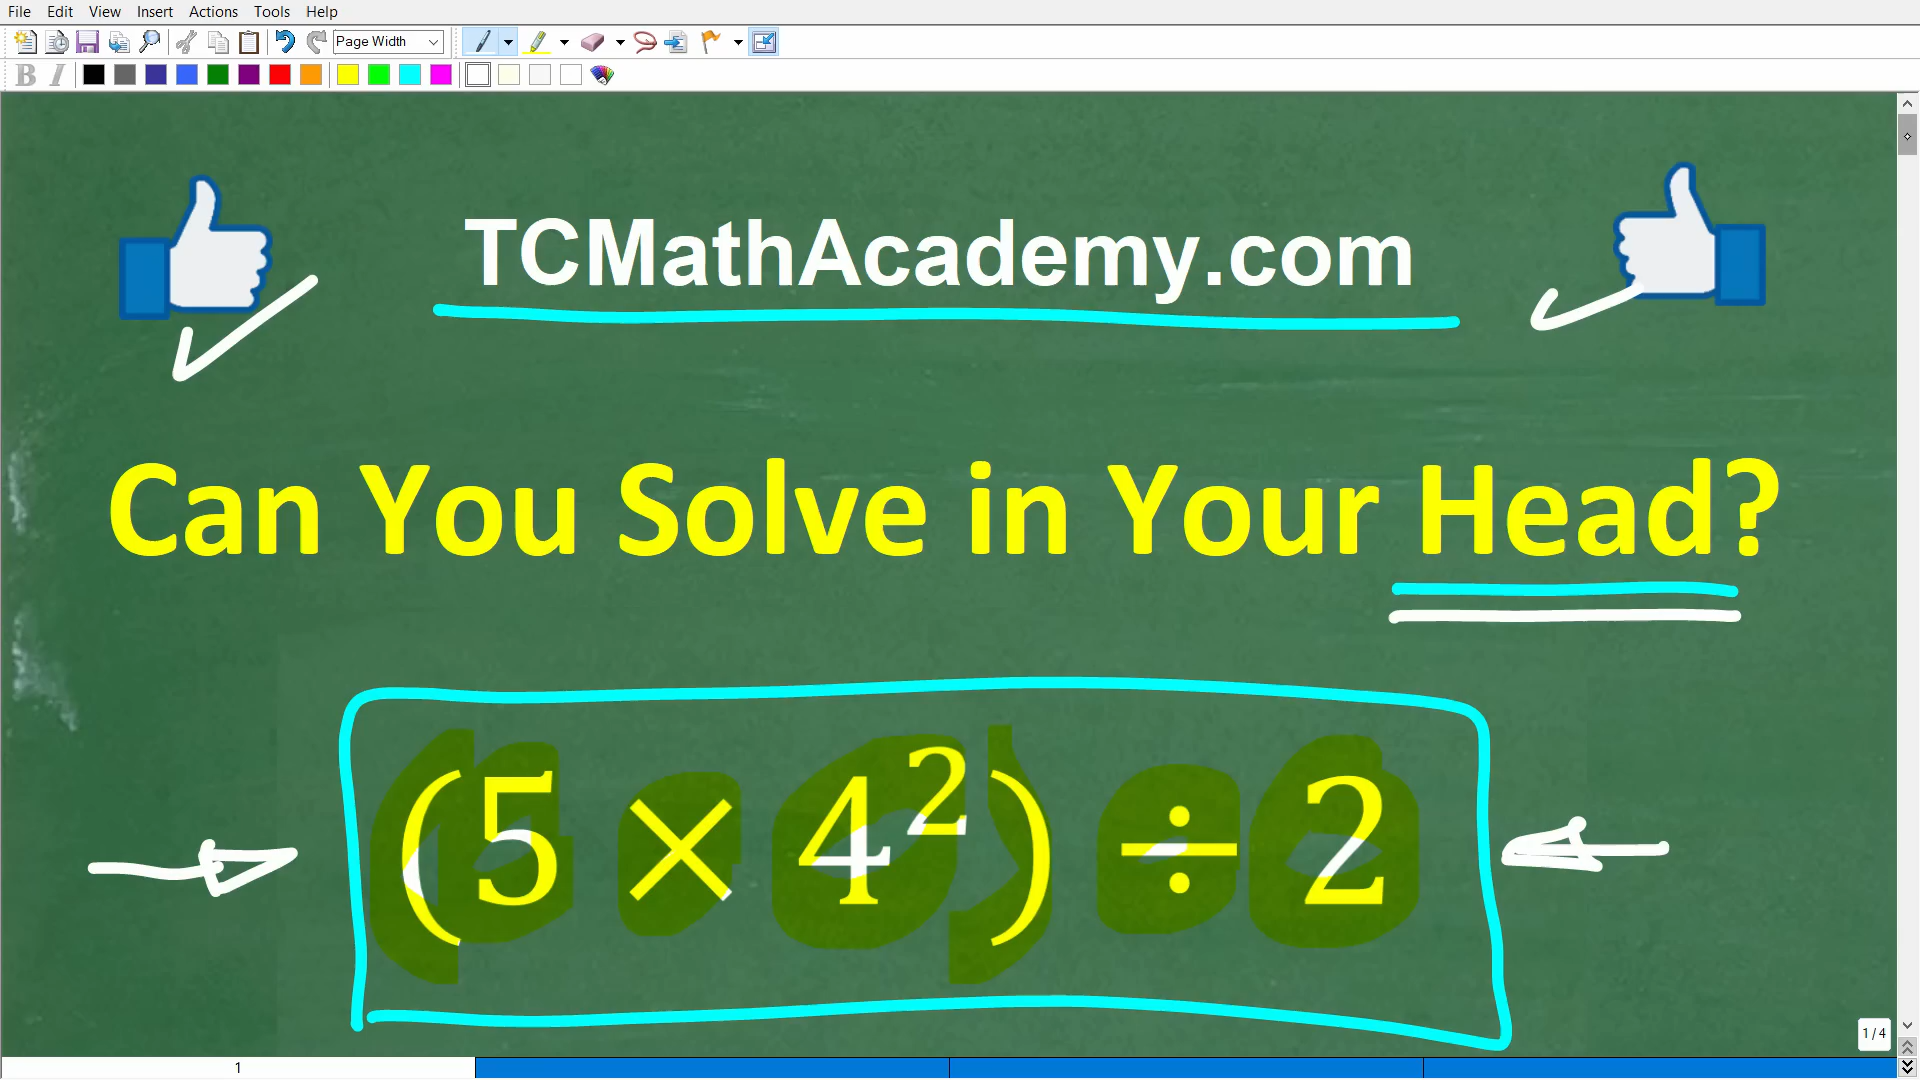 File Edit View Insert Actions Tools Help
Page Width
B I
TCMathAcademy.com
Can You Solve in Your Head?
(5 × 4²) ÷ 2
1 / 4
1